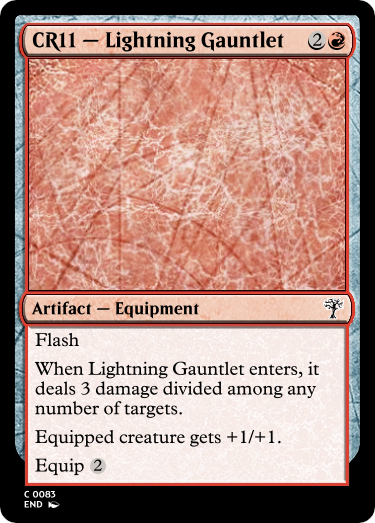 CR11 — Lightning Gauntlet 2
Artifact — Equipment
Flash
When Lightning Gauntlet enters, it
deals 3 damage divided among any
number of targets.
Equipped creature gets +1/+1.
Equip 2
C 0083
END